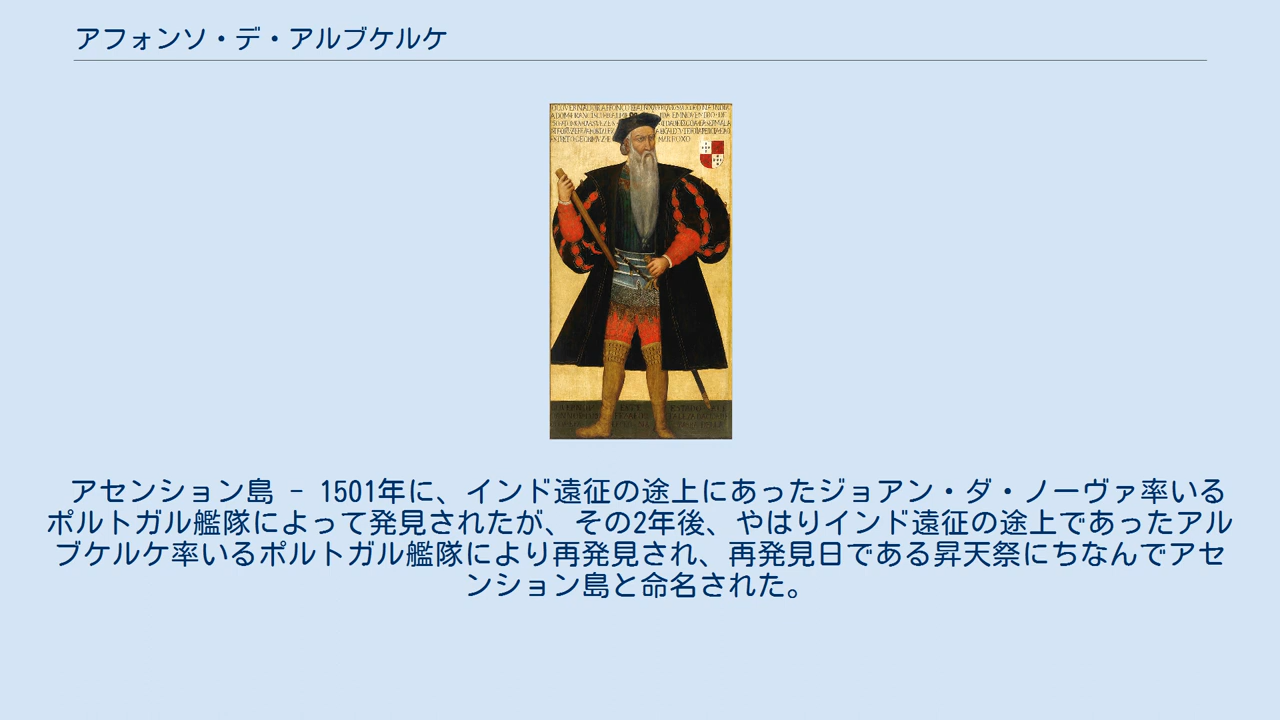 アフォンソ・デ・アルブケルケ
アセンション島 - 1501年に、インド遠征の途上にあったジョアン・ダ・ノーヴァ率いる
ポルトガル艦隊によって発見されたが、その2年後、やはりインド遠征の途上であったアル
ブケルケ率いるポルトガル艦隊により再発見され、再発見日である昇天祭にちなんでアセ
ンション島と命名された。